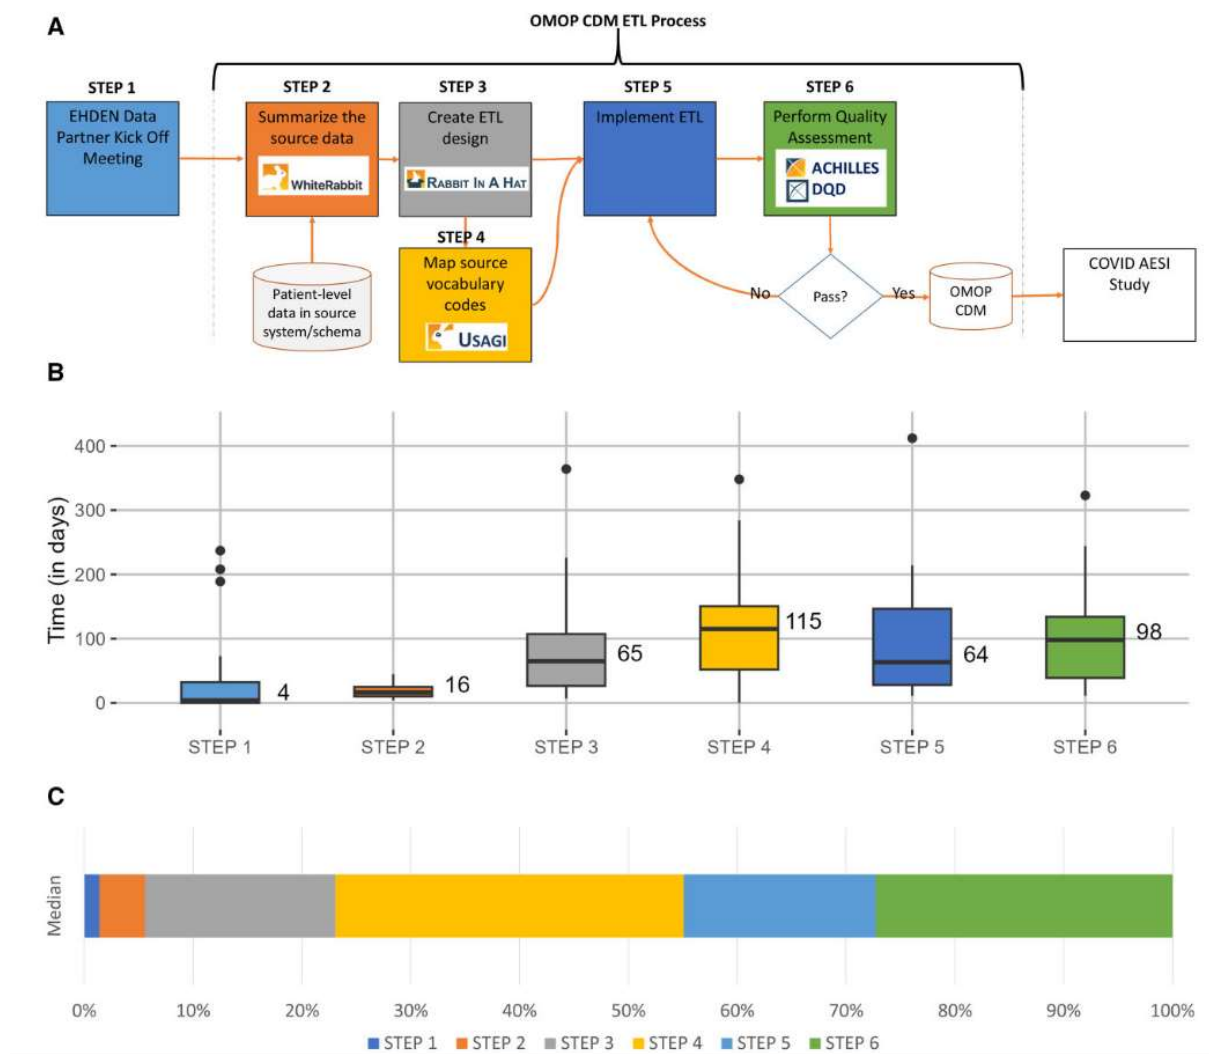 A
OMOP CDM ETL Process
STEP 1
STEP 2
STEP 3
STEP 5
STEP 6
EHDEN Data
Partner Kick Off
Meeting
Summarize the
source data
WhiteRabbit
Create ETL
design
RABBIT IN A HAT
Implement ETL
Perform Quality
Assessment
ACHILLES
DQD
STEP 4
Map source
vocabulary
codes
USAGI
Patient-level
data in source
system/schema
No
Pass?
Yes
OMOP
CDM
COVID AESI
Study
B
Time (in days)
400
300
200
100
0
4
16
65
115
64
98
STEP 1
STEP 2
STEP 3
STEP 4
STEP 5
STEP 6
C
Median
0%
10%
20%
30%
40%
50%
60%
70%
80%
90%
100%
STEP 1
STEP 2
STEP 3
STEP 4
STEP 5
STEP 6